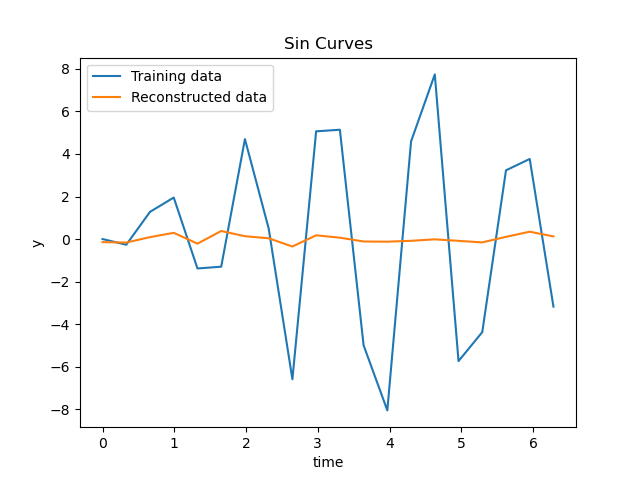 Sin Curves
Training data
Reconstructed data
8
6
4
2
0
−2
−4
−6
−8
y
0 1 2 3 4 5 6
time